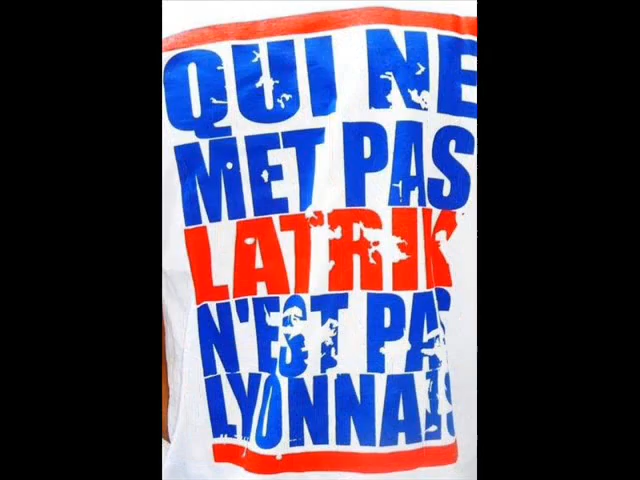 QUI NE
MET PAS
LATRIK
N'EST PAS
LYONNAIS